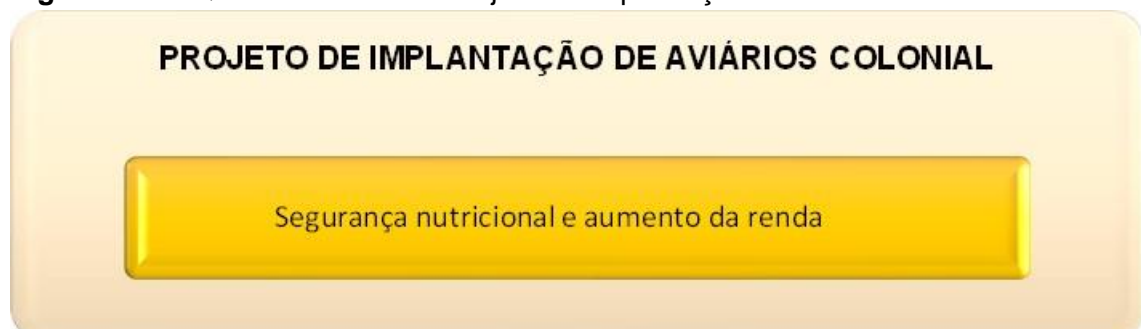 PROJETO DE IMPLANTAÇÃO DE AVIÁRIOS COLONIAL
Segurança nutricional e aumento da renda